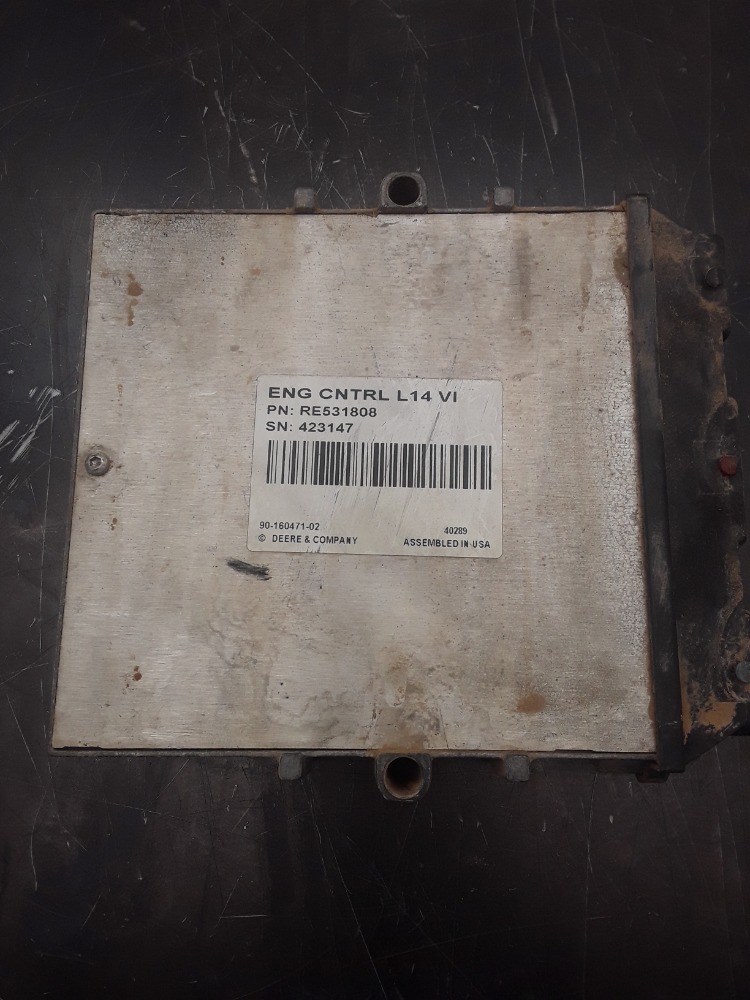 ENG CNTRL L14 VI
PN: RE531808
SN: 423147
90-160471-02 40289
© DEERE & COMPANY ASSEMBLED IN USA